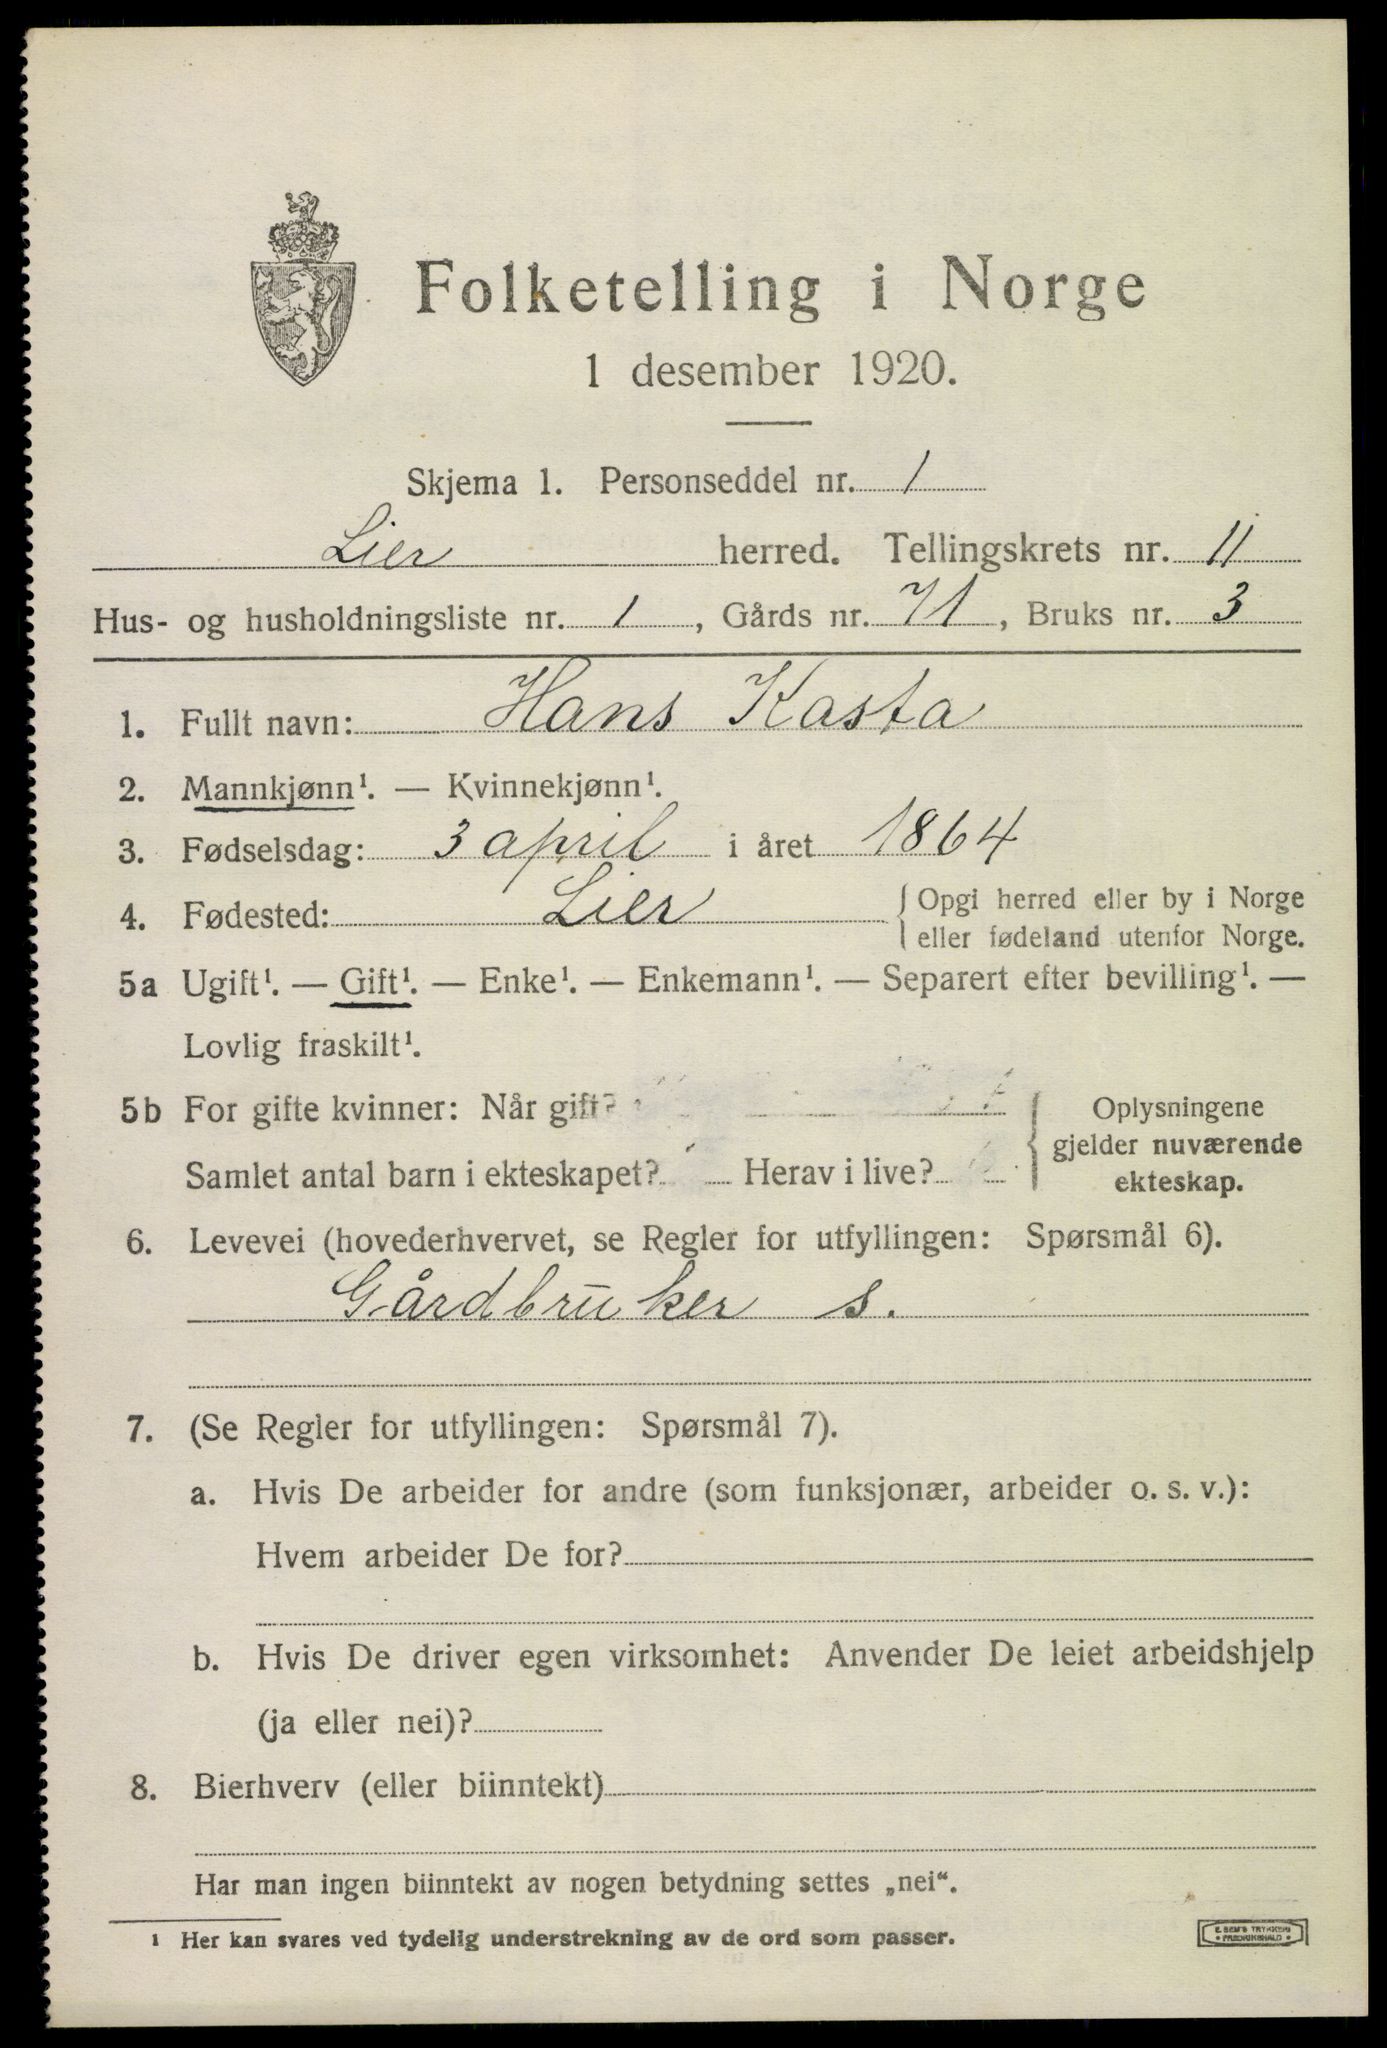 Folketelling i Norge
1 desember 1920.
Skjema 1. Personseddel nr. 1
Lier herred. Tellingskrets nr. 11
Hus- og husholdningsliste nr. 1, Gårds nr. 71, Bruks nr. 3
1. Fullt navn: Hans Kasta
2. Mannkjønn¹. — Kvinnekjønn¹.
3. Fødselsdag: 3 april i året 1864
4. Fødested: Lier { Opgi herred eller by i Norge
eller fødeland utenfor Norge.
5a Ugift¹. — Gift¹. — Enke¹. — Enkemann¹. — Separert efter bevilling¹. —
Lovlig fraskilt¹.
5b For gifte kvinner: Når gift?
Samlet antal barn i ekteskapet? Herav i live?
{ Oplysningene
gjelder nuværende
ekteskap.
6. Levevei (hovederhvervet, se Regler for utfyllingen: Spørsmål 6).
Gårdbruker s.
7. (Se Regler for utfyllingen: Spørsmål 7).
a. Hvis De arbeider for andre (som funksjonær, arbeider o. s. v.):
Hvem arbeider De for?
b. Hvis De driver egen virksomhet: Anvender De leiet arbeidshjelp
(ja eller nei)?
8. Bierhverv (eller biinntekt)
Har man ingen biinntekt av nogen betydning settes „nei“.
¹ Her kan svares ved tydelig understrekning av de ord som passer.
E. SEM'S TRYKKERI
• FREDRIKSHALD •